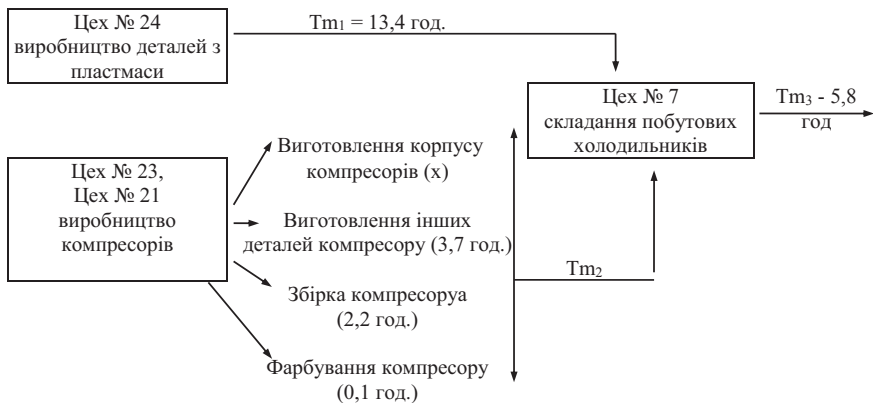 Цех № 24
виробництво деталей з
пластмаси
Tm1 = 13,4 год.
Цех № 7
складання побутових
холодильників
Tm3 - 5,8
год
Цех № 23,
Цех № 21
виробництво
компресорів
Виготовлення корпусу
компресорів (х)
Виготовлення інших
деталей компресору (3,7 год.)
Tm2
Збірка компресоруа
(2,2 год.)
Фарбування компресору
(0,1 год.)